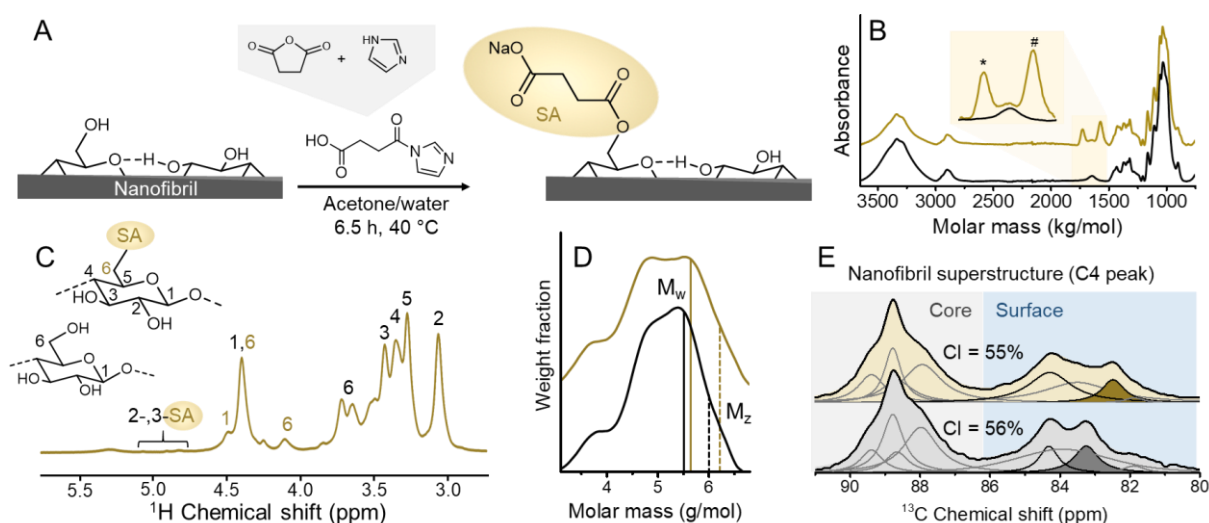 A
O
O
O
+
HN
N
OH
O
H
O
OH
Nanofibril
HO
O
O
N
N
Acetone/water
6.5 h, 40 °C
NaO
O
O
SA
O
O
H
O
OH
B
Absorbance
*
#
3500 3000 2500 2000 1500 1000
Molar mass (kg/mol)
C
SA
6
4
5
O
HO
3
2
OH
1
O
6
OH
O
HO
OH
1
O
2-,3-SA
1
1,6
6
6
3
4
5
2
5.5 5.0 4.5 4.0 3.5 3.0
¹H Chemical shift (ppm)
D
Weight fraction
Mw
Mz
4 5 6
Molar mass (g/mol)
E
Nanofibril superstructure (C4 peak)
Core Surface
CI = 55%
CI = 56%
90 88 86 84 82 80
¹³C Chemical shift (ppm)